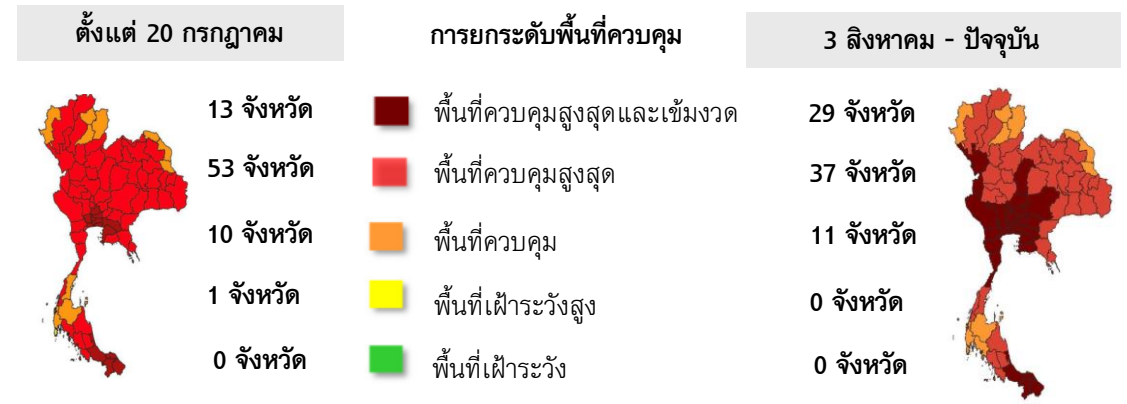 ตั้งแต่ 20 กรกฎาคม การยกระดับพื้นที่ควบคุม 3 สิงหาคม - ปัจจุบัน
13 จังหวัด พื้นที่ควบคุมสูงสุดและเข้มงวด 29 จังหวัด
53 จังหวัด พื้นที่ควบคุมสูงสุด 37 จังหวัด
10 จังหวัด พื้นที่ควบคุม 11 จังหวัด
1 จังหวัด พื้นที่เฝ้าระวังสูง 0 จังหวัด
0 จังหวัด พื้นที่เฝ้าระวัง 0 จังหวัด